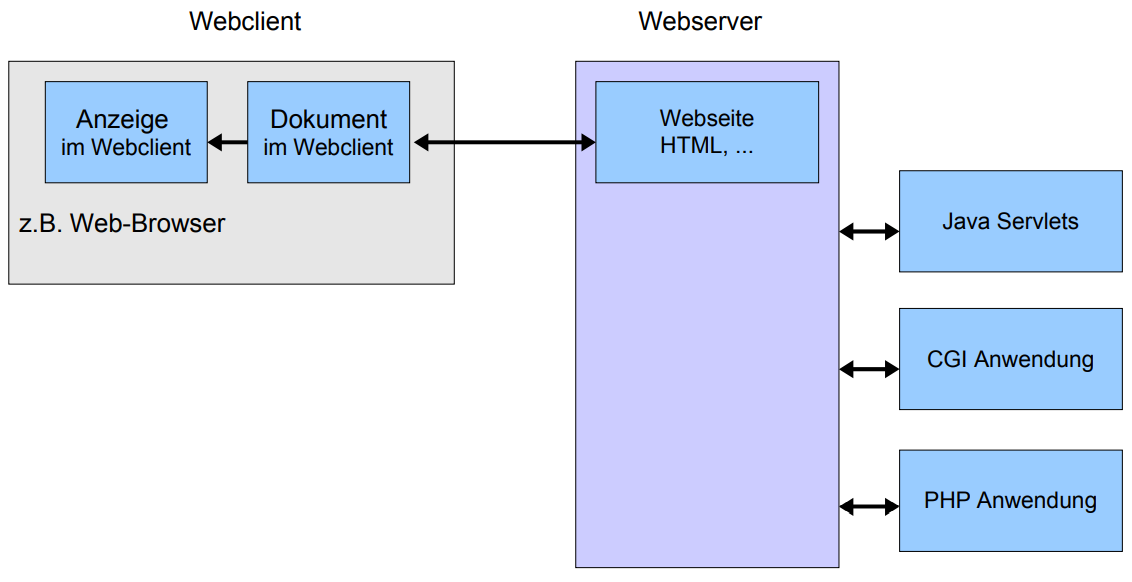 Webclient
Webserver
Anzeige
im Webclient
Dokument
im Webclient
z.B. Web-Browser
Webseite
HTML, ...
Java Servlets
CGI Anwendung
PHP Anwendung